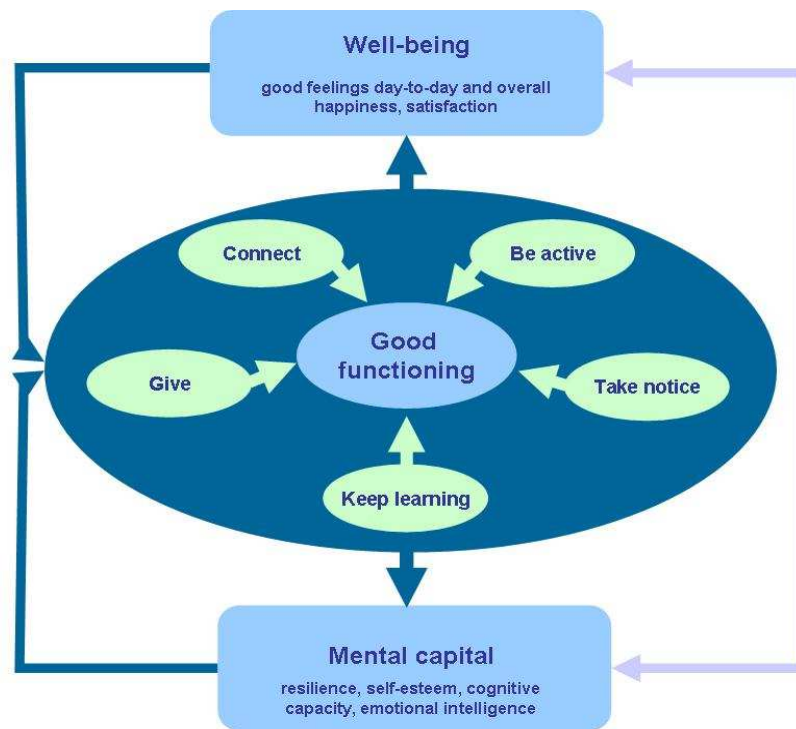 Well-being
good feelings day-to-day and overall
happiness, satisfaction
Connect
Be active
Good
functioning
Give
Take notice
Keep learning
Mental capital
resilience, self-esteem, cognitive
capacity, emotional intelligence